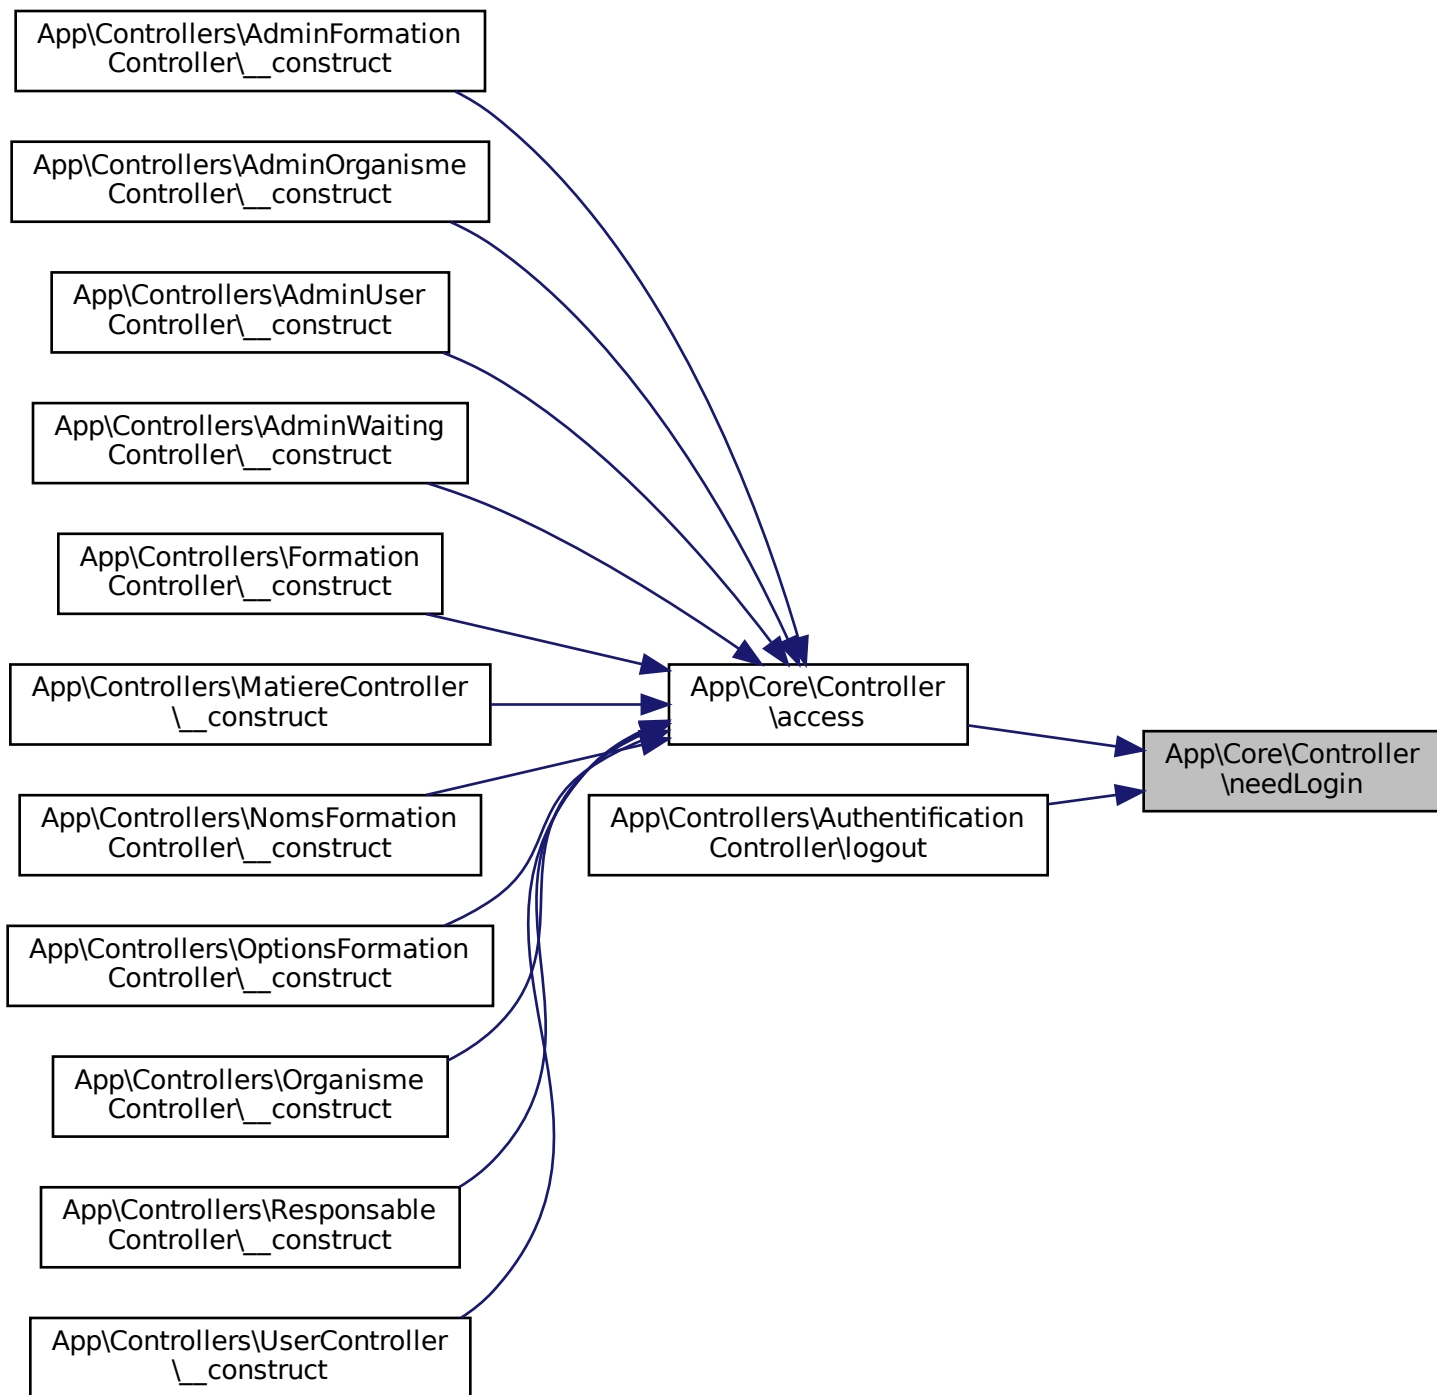 App\Controllers\AdminFormation
Controller\__construct
App\Controllers\AdminOrganisme
Controller\__construct
App\Controllers\AdminUser
Controller\__construct
App\Controllers\AdminWaiting
Controller\__construct
App\Controllers\Formation
Controller\__construct
App\Controllers\MatiereController
\__construct
App\Controllers\NomsFormation
Controller\__construct
App\Controllers\OptionsFormation
Controller\__construct
App\Controllers\Organisme
Controller\__construct
App\Controllers\Responsable
Controller\__construct
App\Controllers\UserController
\__construct
App\Core\Controller
\access
App\Controllers\Authentification
Controller\logout
App\Core\Controller
\needLogin